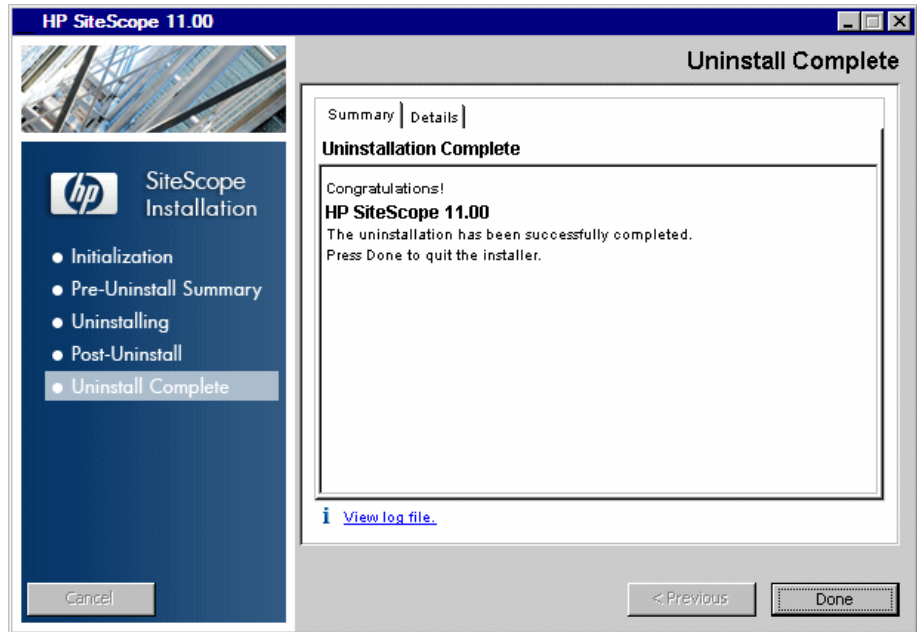 HP SiteScope 11.00
Uninstall Complete
hp
SiteScope
Installation
Initialization
Pre-Uninstall Summary
Uninstalling
Post-Uninstall
Uninstall Complete
Summary
Details
Uninstallation Complete
Congratulations!
HP SiteScope 11.00
The uninstallation has been successfully completed.
Press Done to quit the installer.
i View log file.
Cancel
< Previous
Done